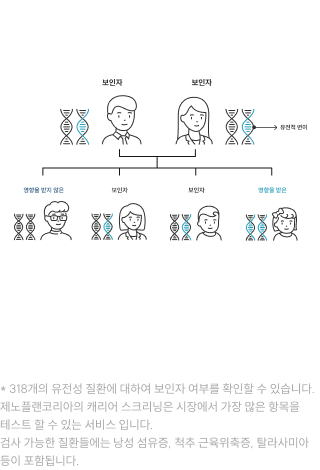 보인자 보인자
유전적 변이
영향을 받지 않은 보인자 보인자 영향을 받은
* 318개의 유전성 질환에 대하여 보인자 여부를 확인할 수 있습니다.
제노플랜코리아의 캐리어 스크리닝은 시장에서 가장 많은 항목을
테스트 할 수 있는 서비스 입니다.
검사 가능한 질환들에는 낭성 섬유증, 척추 근육위축증, 탈라사미아
등이 포함됩니다.